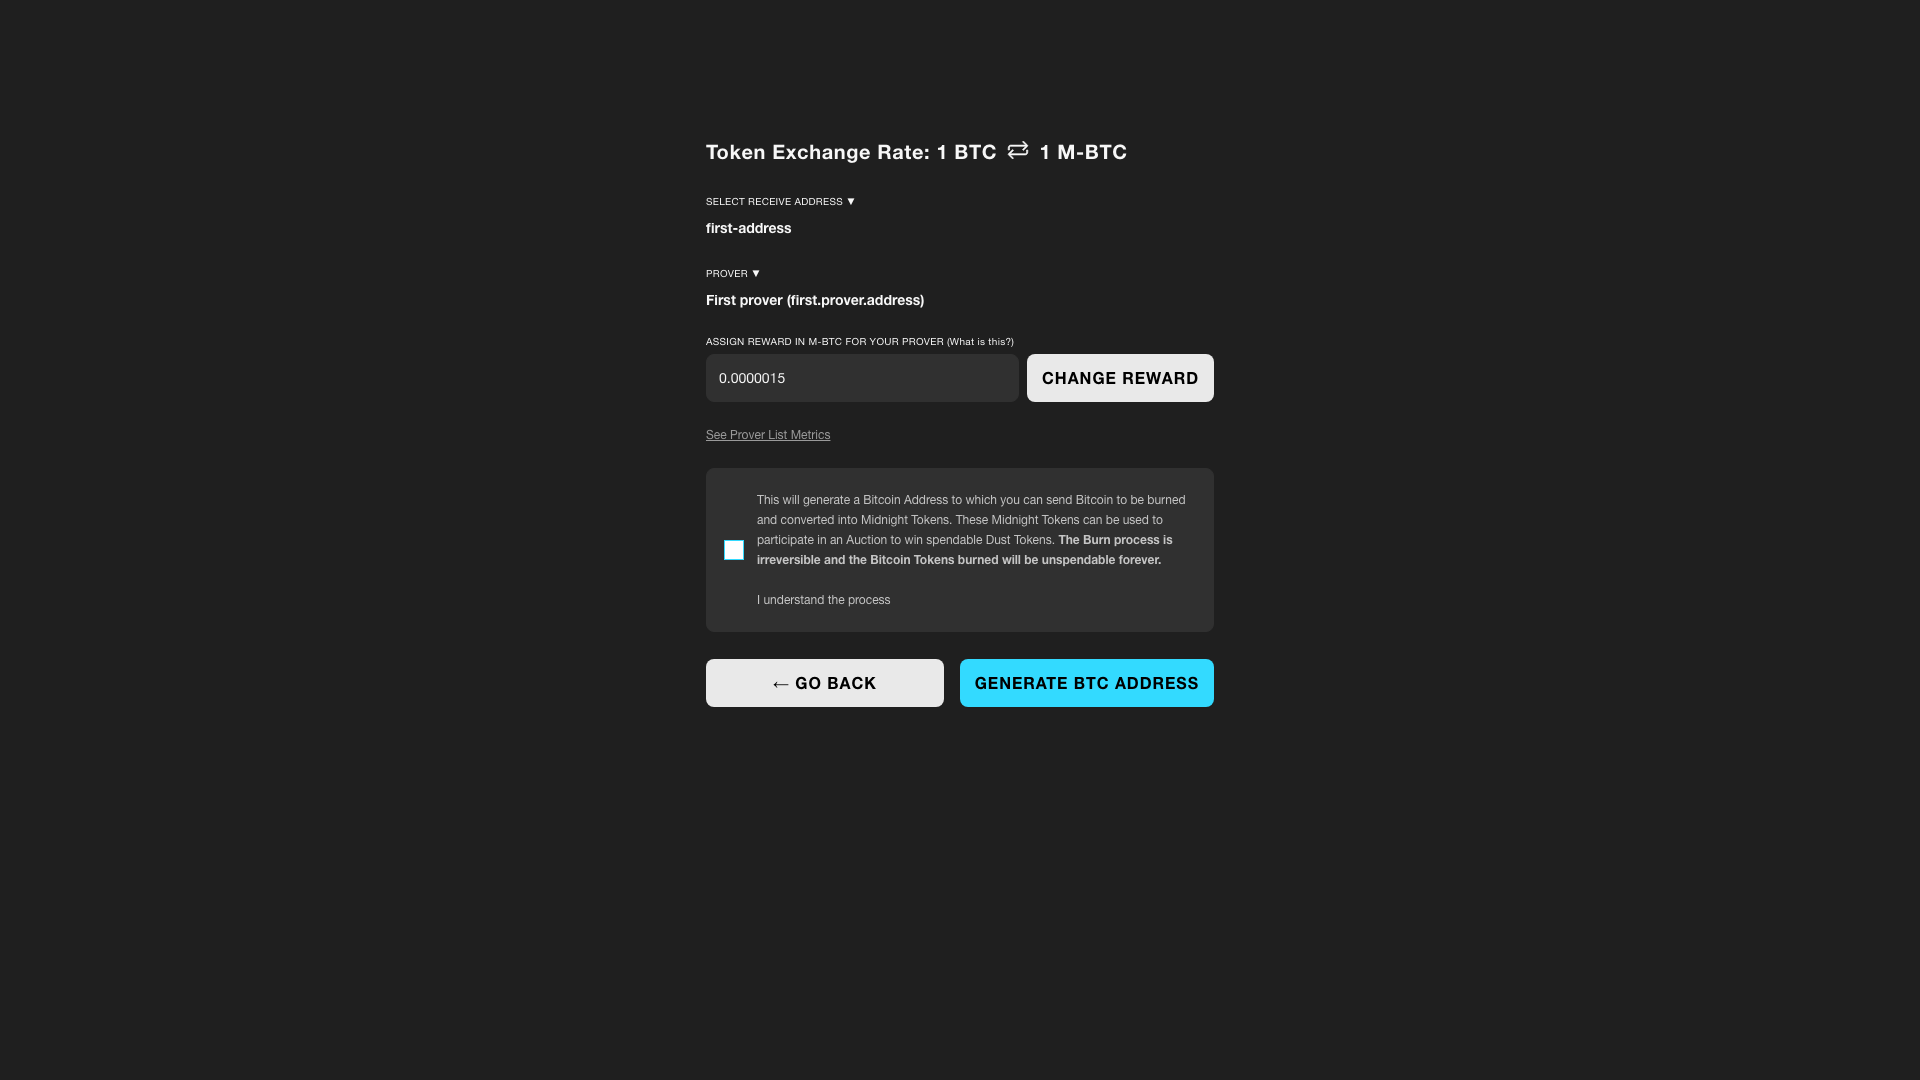 Token Exchange Rate: 1 BTC ⇄ 1 M-BTC
SELECT RECEIVE ADDRESS ▼
first-address
PROVER ▼
First prover (first.prover.address)
ASSIGN REWARD IN M-BTC FOR YOUR PROVER (What is this?)
0.0000015 CHANGE REWARD
See Prover List Metrics
This will generate a Bitcoin Address to which you can send Bitcoin to be burned
and converted into Midnight Tokens. These Midnight Tokens can be used to
participate in an Auction to win spendable Dust Tokens. The Burn process is
irreversible and the Bitcoin Tokens burned will be unspendable forever.
I understand the process
← GO BACK GENERATE BTC ADDRESS